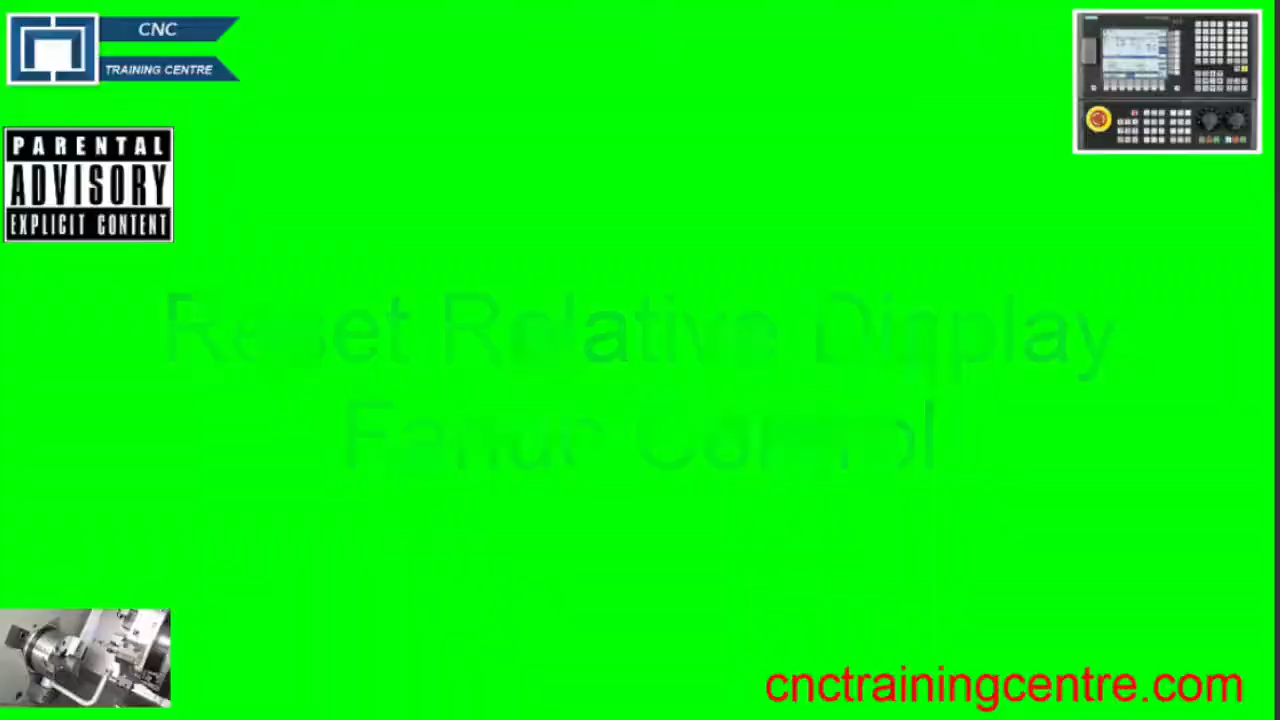 CNC
TRAINING CENTRE
PARENTAL
ADVISORY
EXPLICIT CONTENT
Reset Relative Display
Fanuc Control
cnctrainingcentre.com